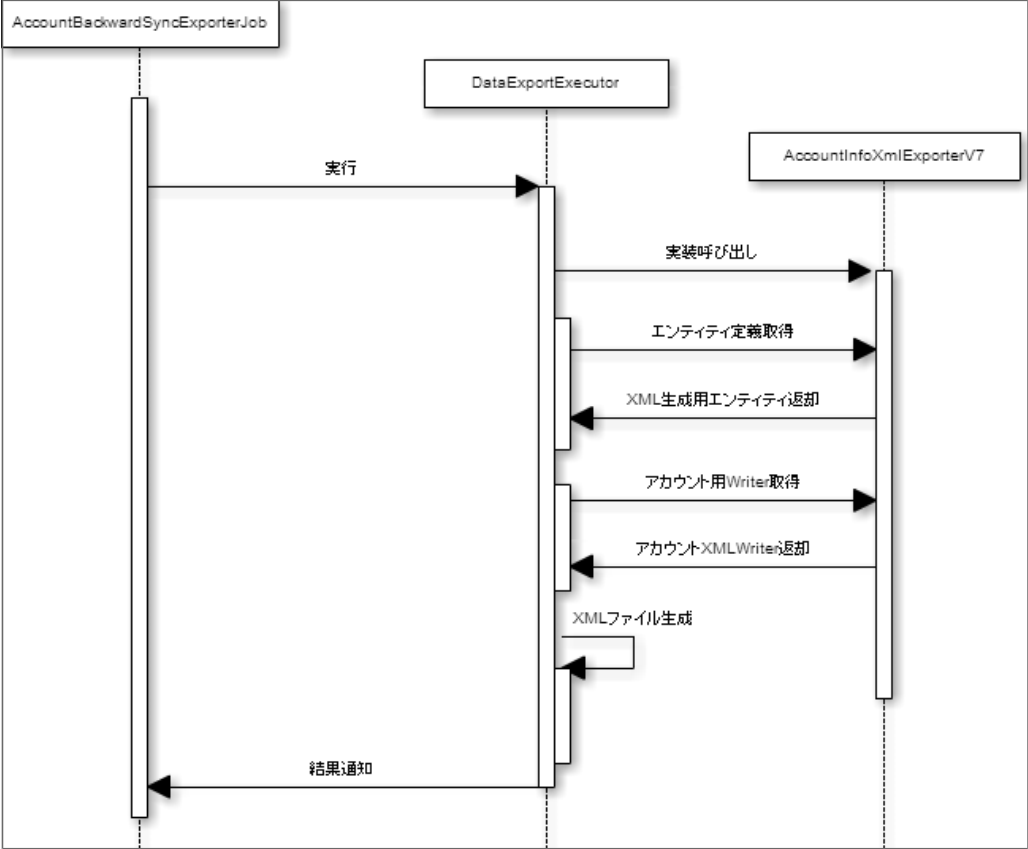 AccountBackwardSyncExporterJob
DataExportExecutor
AccountInfoXmlExporterV7
実行
実装呼び出し
エンティティ定義取得
XML生成用エンティティ返却
アカウント用Writer取得
アカウントXMLWriter返却
XMLファイル生成
結果通知